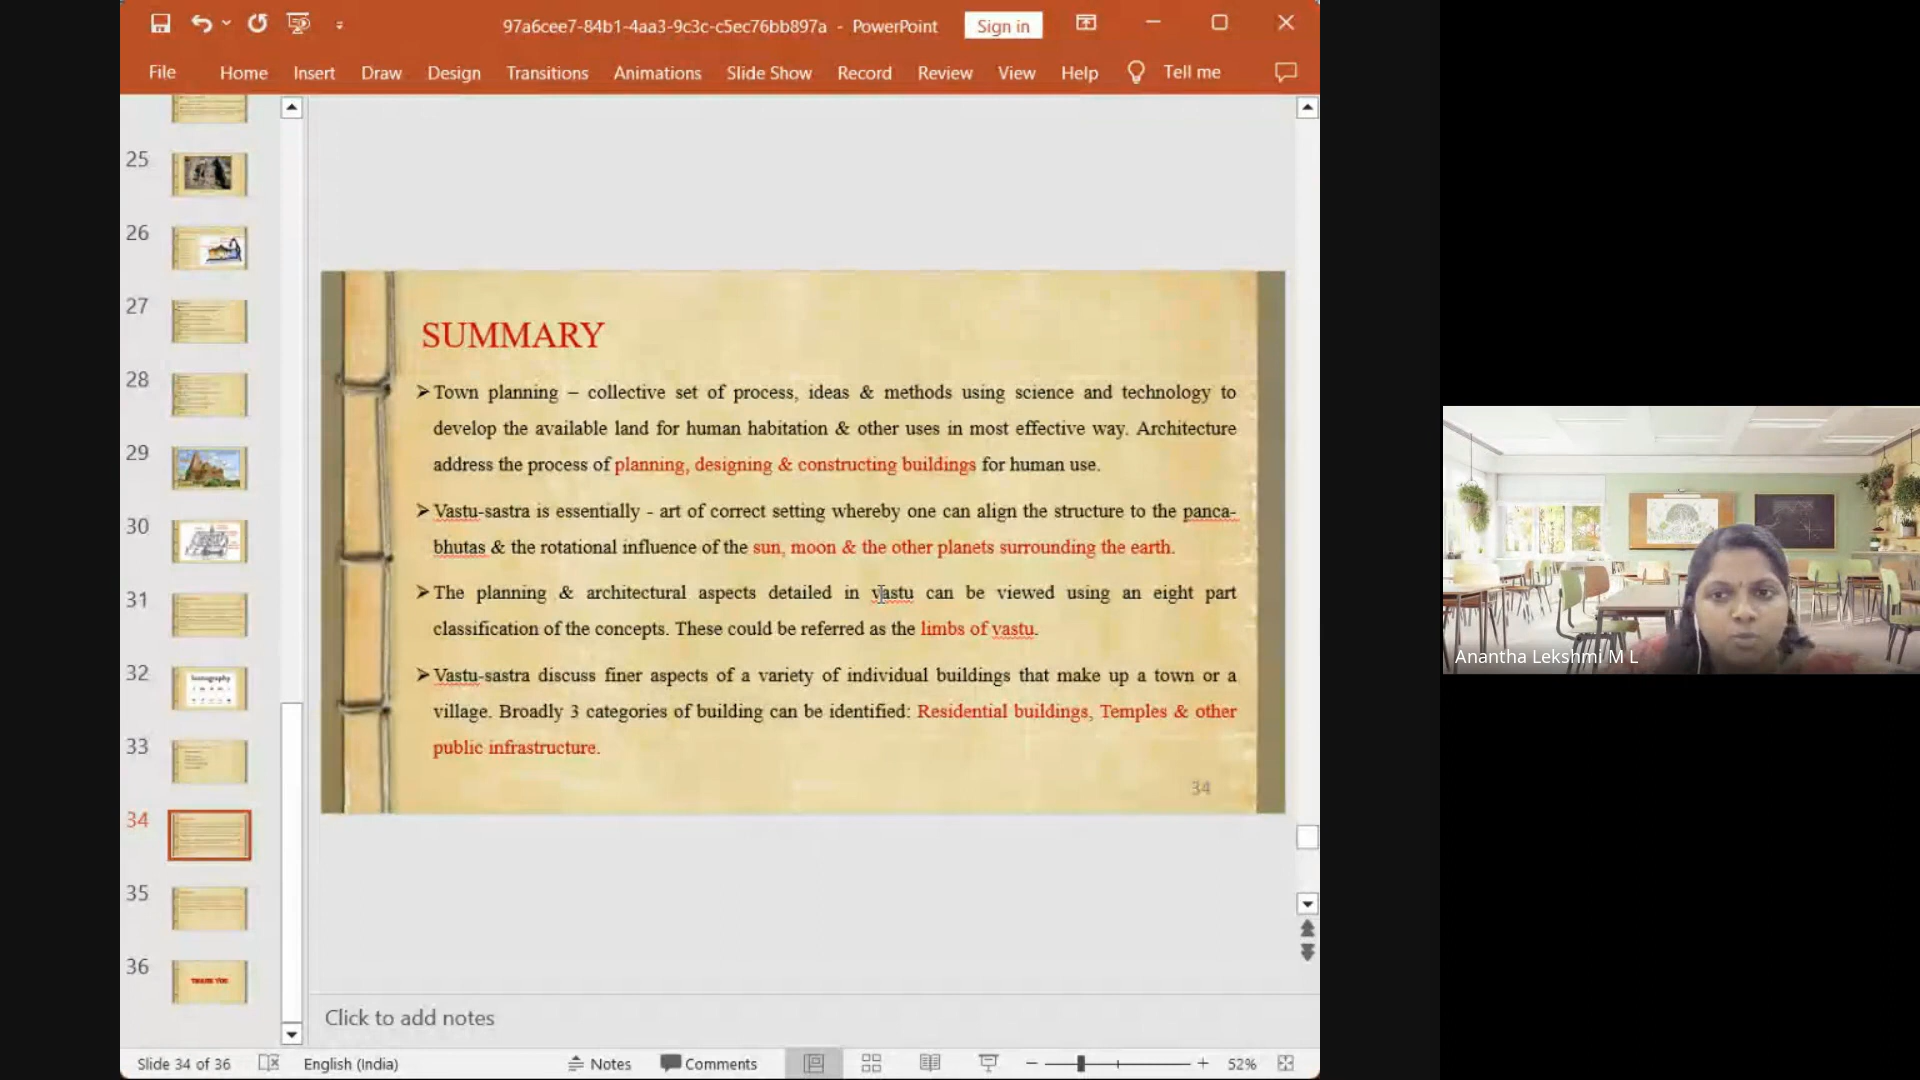 97a6cee7-84b1-4aa3-9c3c-c5ec76bb897a - PowerPoint
Sign in
File Home Insert Draw Design Transitions Animations Slide Show Record Review View Help Tell me
25
26
27
28
29
30
31
32
Iconography
33
34
35
36
THANK YOU
SUMMARY
➢Town planning – collective set of process, ideas & methods using science and technology to
develop the available land for human habitation & other uses in most effective way. Architecture
address the process of planning, designing & constructing buildings for human use.
➢Vastu-sastra is essentially - art of correct setting whereby one can align the structure to the panca-
bhutas & the rotational influence of the sun, moon & the other planets surrounding the earth.
➢The planning & architectural aspects detailed in vastu can be viewed using an eight part
classification of the concepts. These could be referred as the limbs of vastu.
➢Vastu-sastra discuss finer aspects of a variety of individual buildings that make up a town or a
village. Broadly 3 categories of building can be identified: Residential buildings, Temples & other
public infrastructure.
34
Click to add notes
Slide 34 of 36 English (India) Notes Comments 52%
Anantha Lekshmi M L